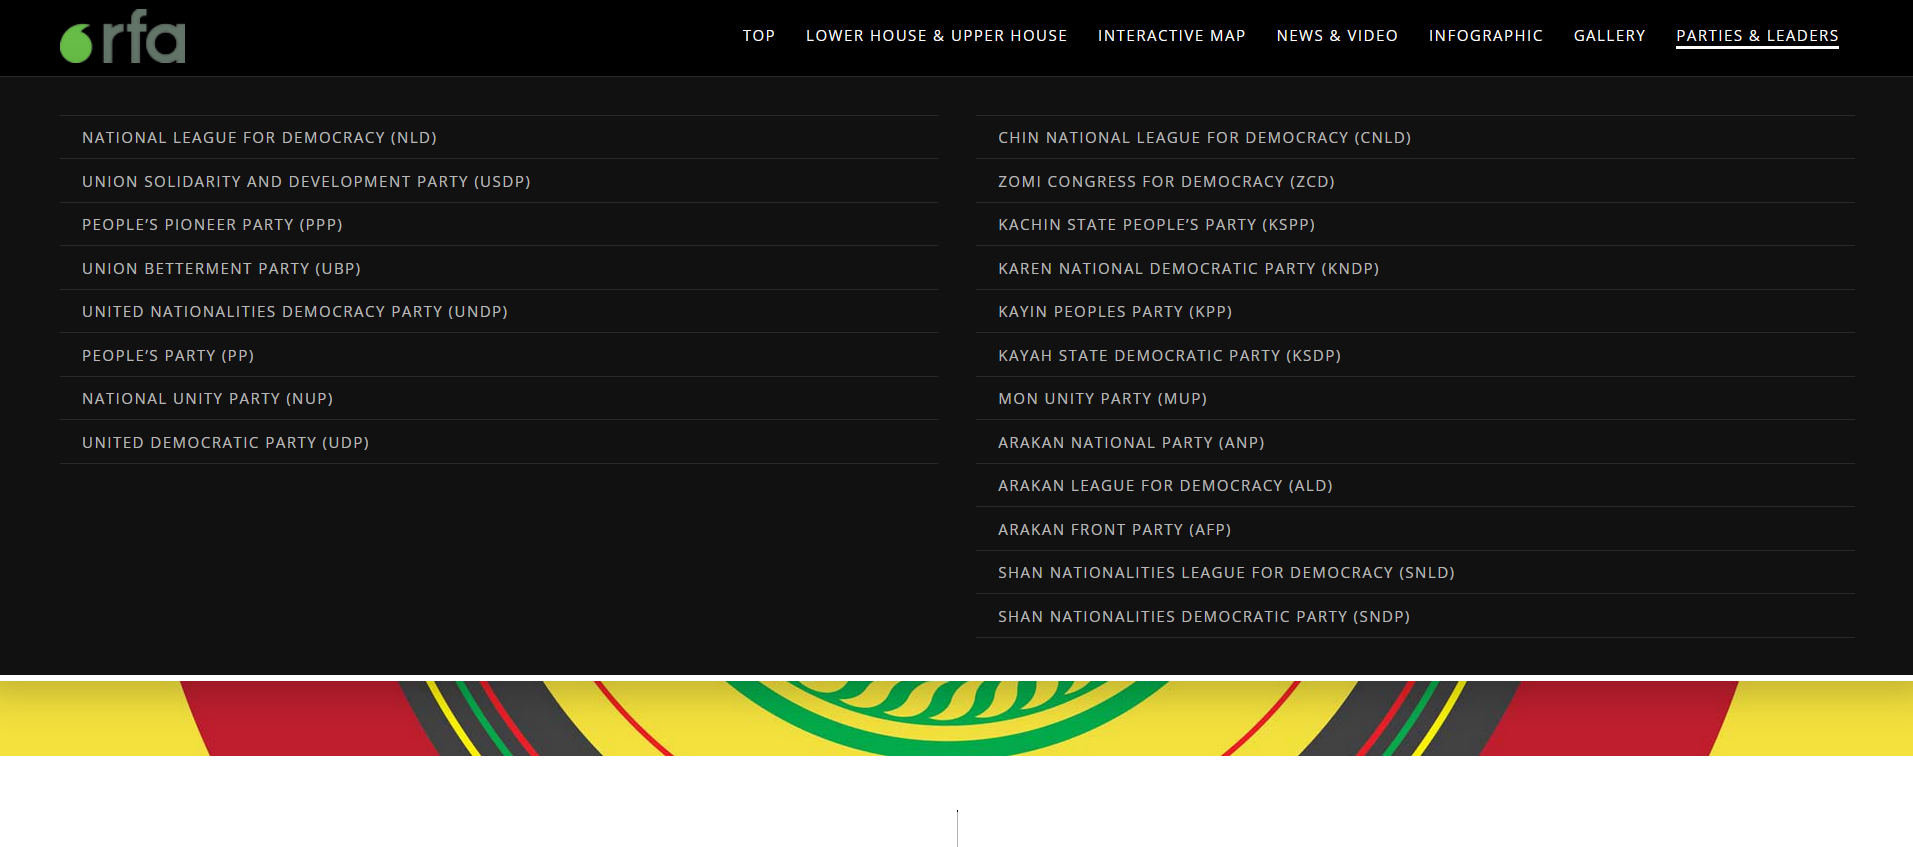 rfa
TOP
LOWER HOUSE & UPPER HOUSE
INTERACTIVE MAP
NEWS & VIDEO
INFOGRAPHIC
GALLERY
PARTIES & LEADERS
NATIONAL LEAGUE FOR DEMOCRACY (NLD)
UNION SOLIDARITY AND DEVELOPMENT PARTY (USDP)
PEOPLE’S PIONEER PARTY (PPP)
UNION BETTERMENT PARTY (UBP)
UNITED NATIONALITIES DEMOCRACY PARTY (UNDP)
PEOPLE’S PARTY (PP)
NATIONAL UNITY PARTY (NUP)
UNITED DEMOCRATIC PARTY (UDP)
CHIN NATIONAL LEAGUE FOR DEMOCRACY (CNLD)
ZOMI CONGRESS FOR DEMOCRACY (ZCD)
KACHIN STATE PEOPLE’S PARTY (KSPP)
KAREN NATIONAL DEMOCRATIC PARTY (KNDP)
KAYIN PEOPLES PARTY (KPP)
KAYAH STATE DEMOCRATIC PARTY (KSDP)
MON UNITY PARTY (MUP)
ARAKAN NATIONAL PARTY (ANP)
ARAKAN LEAGUE FOR DEMOCRACY (ALD)
ARAKAN FRONT PARTY (AFP)
SHAN NATIONALITIES LEAGUE FOR DEMOCRACY (SNLD)
SHAN NATIONALITIES DEMOCRATIC PARTY (SNDP)